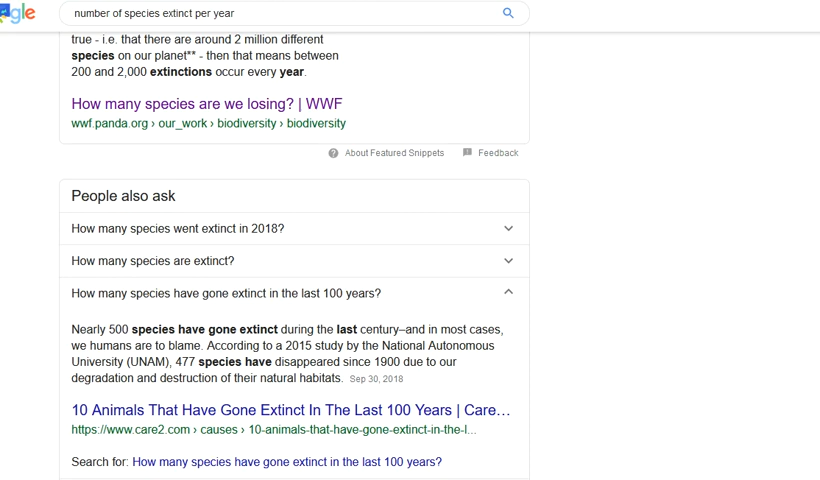 gle
number of species extinct per year
true - i.e. that there are around 2 million different
species on our planet** - then that means between
200 and 2,000 extinctions occur every year.
How many species are we losing? | WWF
wwf.panda.org › our_work › biodiversity › biodiversity
About Featured Snippets
Feedback
People also ask
How many species went extinct in 2018?
How many species are extinct?
How many species have gone extinct in the last 100 years?
Nearly 500 species have gone extinct during the last century–and in most cases,
we humans are to blame. According to a 2015 study by the National Autonomous
University (UNAM), 477 species have disappeared since 1900 due to our
degradation and destruction of their natural habitats. Sep 30, 2018
10 Animals That Have Gone Extinct In The Last 100 Years | Care…
https://www.care2.com › causes › 10-animals-that-have-gone-extinct-in-the-l...
Search for: How many species have gone extinct in the last 100 years?